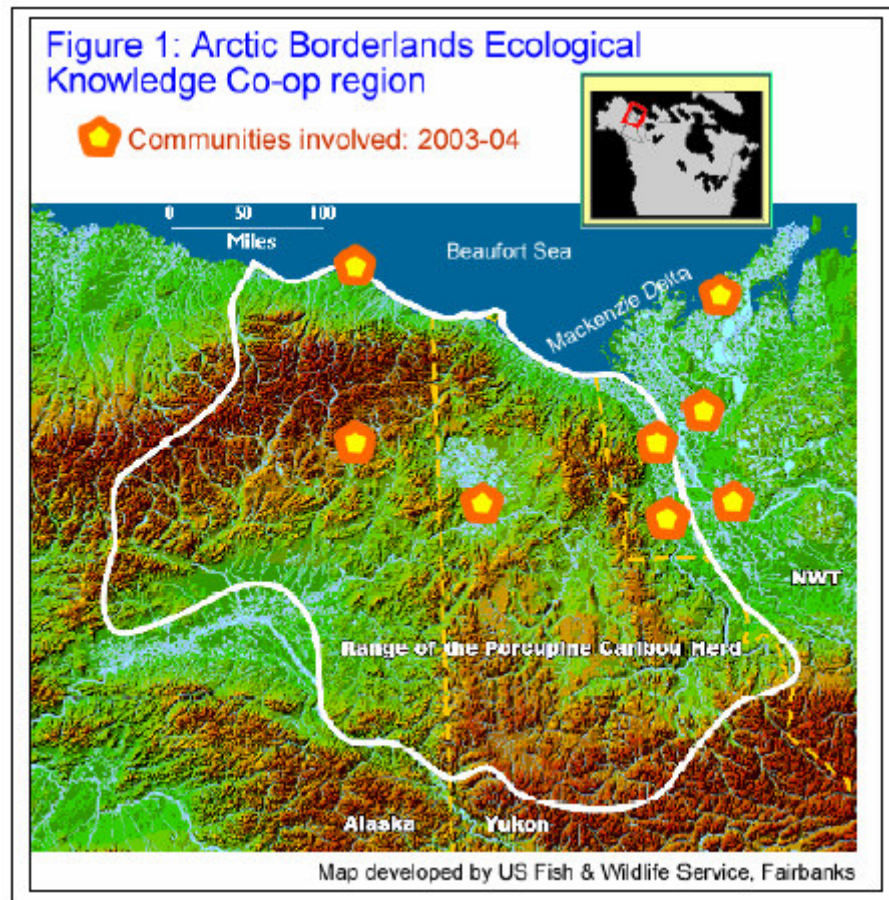 Figure 1: Arctic Borderlands Ecological
Knowledge Co-op region
Communities involved: 2003-04
0 50 100
Miles
Beaufort Sea
Mackenzie Delta
NWT
Range of the Porcupine Caribou Herd
Alaska Yukon
Map developed by US Fish & Wildlife Service, Fairbanks